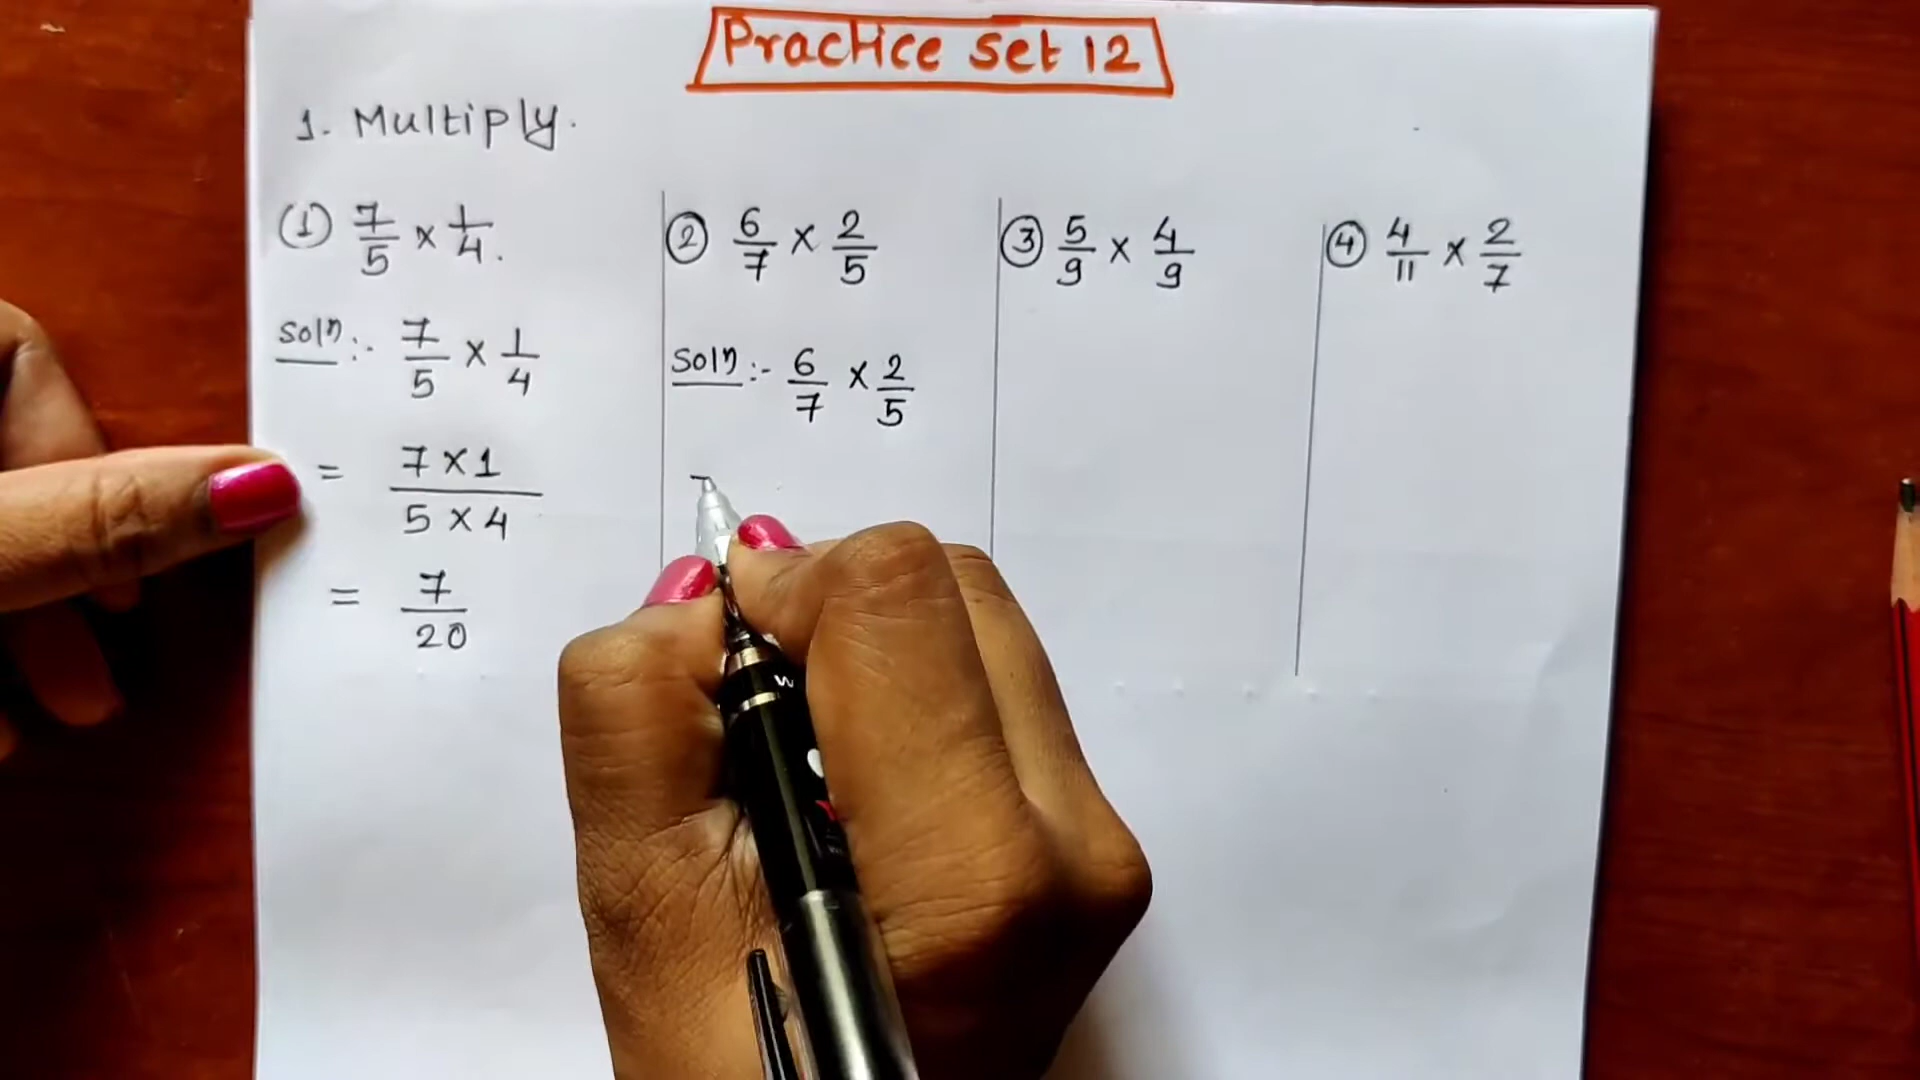 Practice set 12
1. Multiply.
① 7/5 × 1/4.
Solⁿ :- 7/5 × 1/4
= 7 × 1 / 5 × 4
= 7/20
② 6/7 × 2/5
Solⁿ :- 6/7 × 2/5
③ 5/9 × 4/9
④ 4/11 × 2/7
W